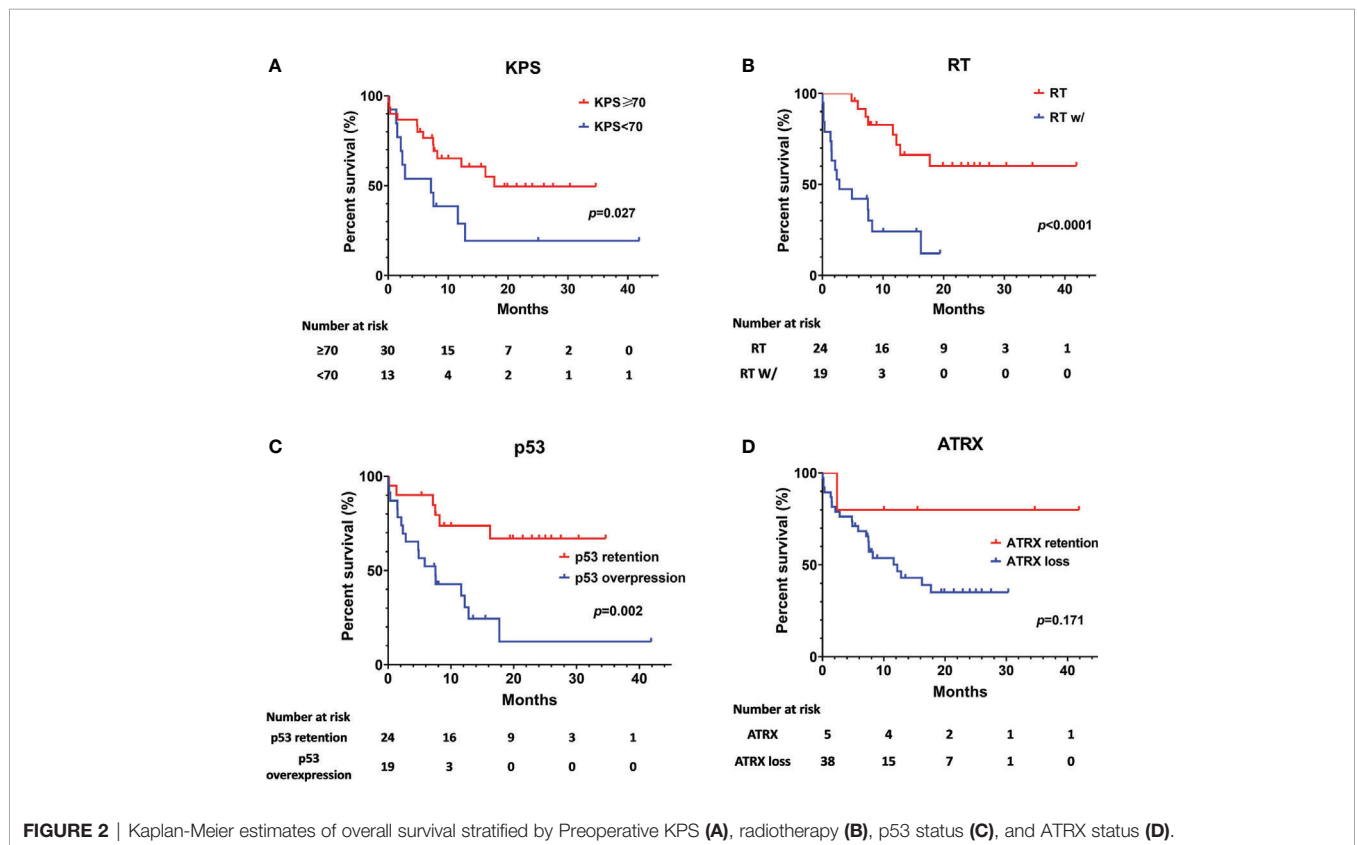 A
KPS
KPS⩾70
KPS<70
Percent survival (%)
100
50
0
p=0.027
0 10 20 30 40
Months
Number at risk
≥70 30 15 7 2 0
<70 13 4 2 1 1
B
RT
RT
RT w/
Percent survival (%)
100
50
0
p<0.0001
0 10 20 30 40
Months
Number at risk
RT 24 16 9 3 1
RT W/ 19 3 0 0 0
C
p53
p53 retention
p53 overpression
Percent survival (%)
100
50
0
p=0.002
0 10 20 30 40
Months
Number at risk
p53 retention 24 16 9 3 1
p53
overexpression 19 3 0 0 0
D
ATRX
ATRX retention
ATRX loss
Percent survival (%)
100
50
0
p=0.171
0 10 20 30 40
Months
Number at risk
ATRX 5 4 2 1 1
ATRX loss 38 15 7 1 0
FIGURE 2 | Kaplan-Meier estimates of overall survival stratified by Preoperative KPS (A), radiotherapy (B), p53 status (C), and ATRX status (D).